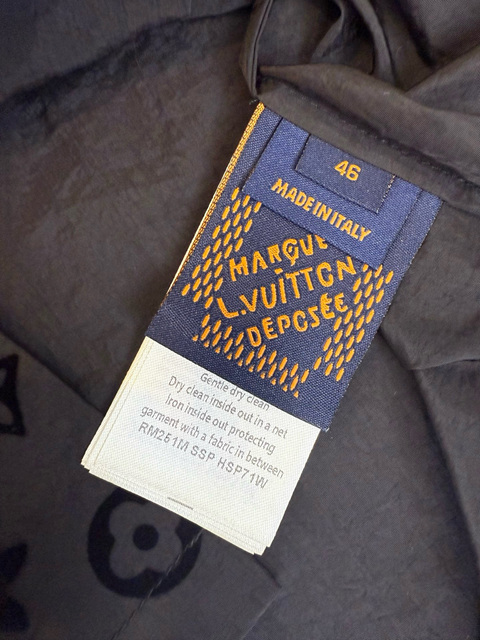 46
MADE IN ITALY
MARQUE
L.VUITTON
DÉPOSÉE
Gentle dry clean
Dry clean inside out in a net
Iron inside out protecting
garment with a fabric in between
RM251M SSP HSP71W